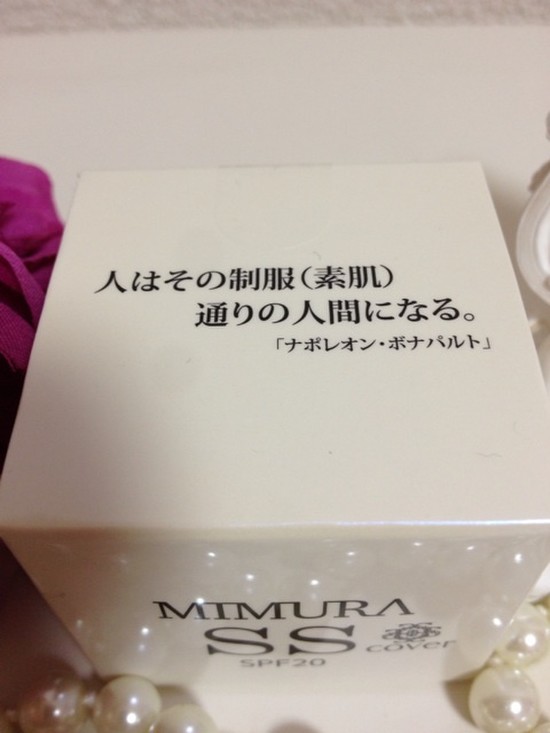 人はその制服(素肌)
通りの人間になる。
「ナポレオン・ボナパルト」
MIMURA
SS
cover
SPF20